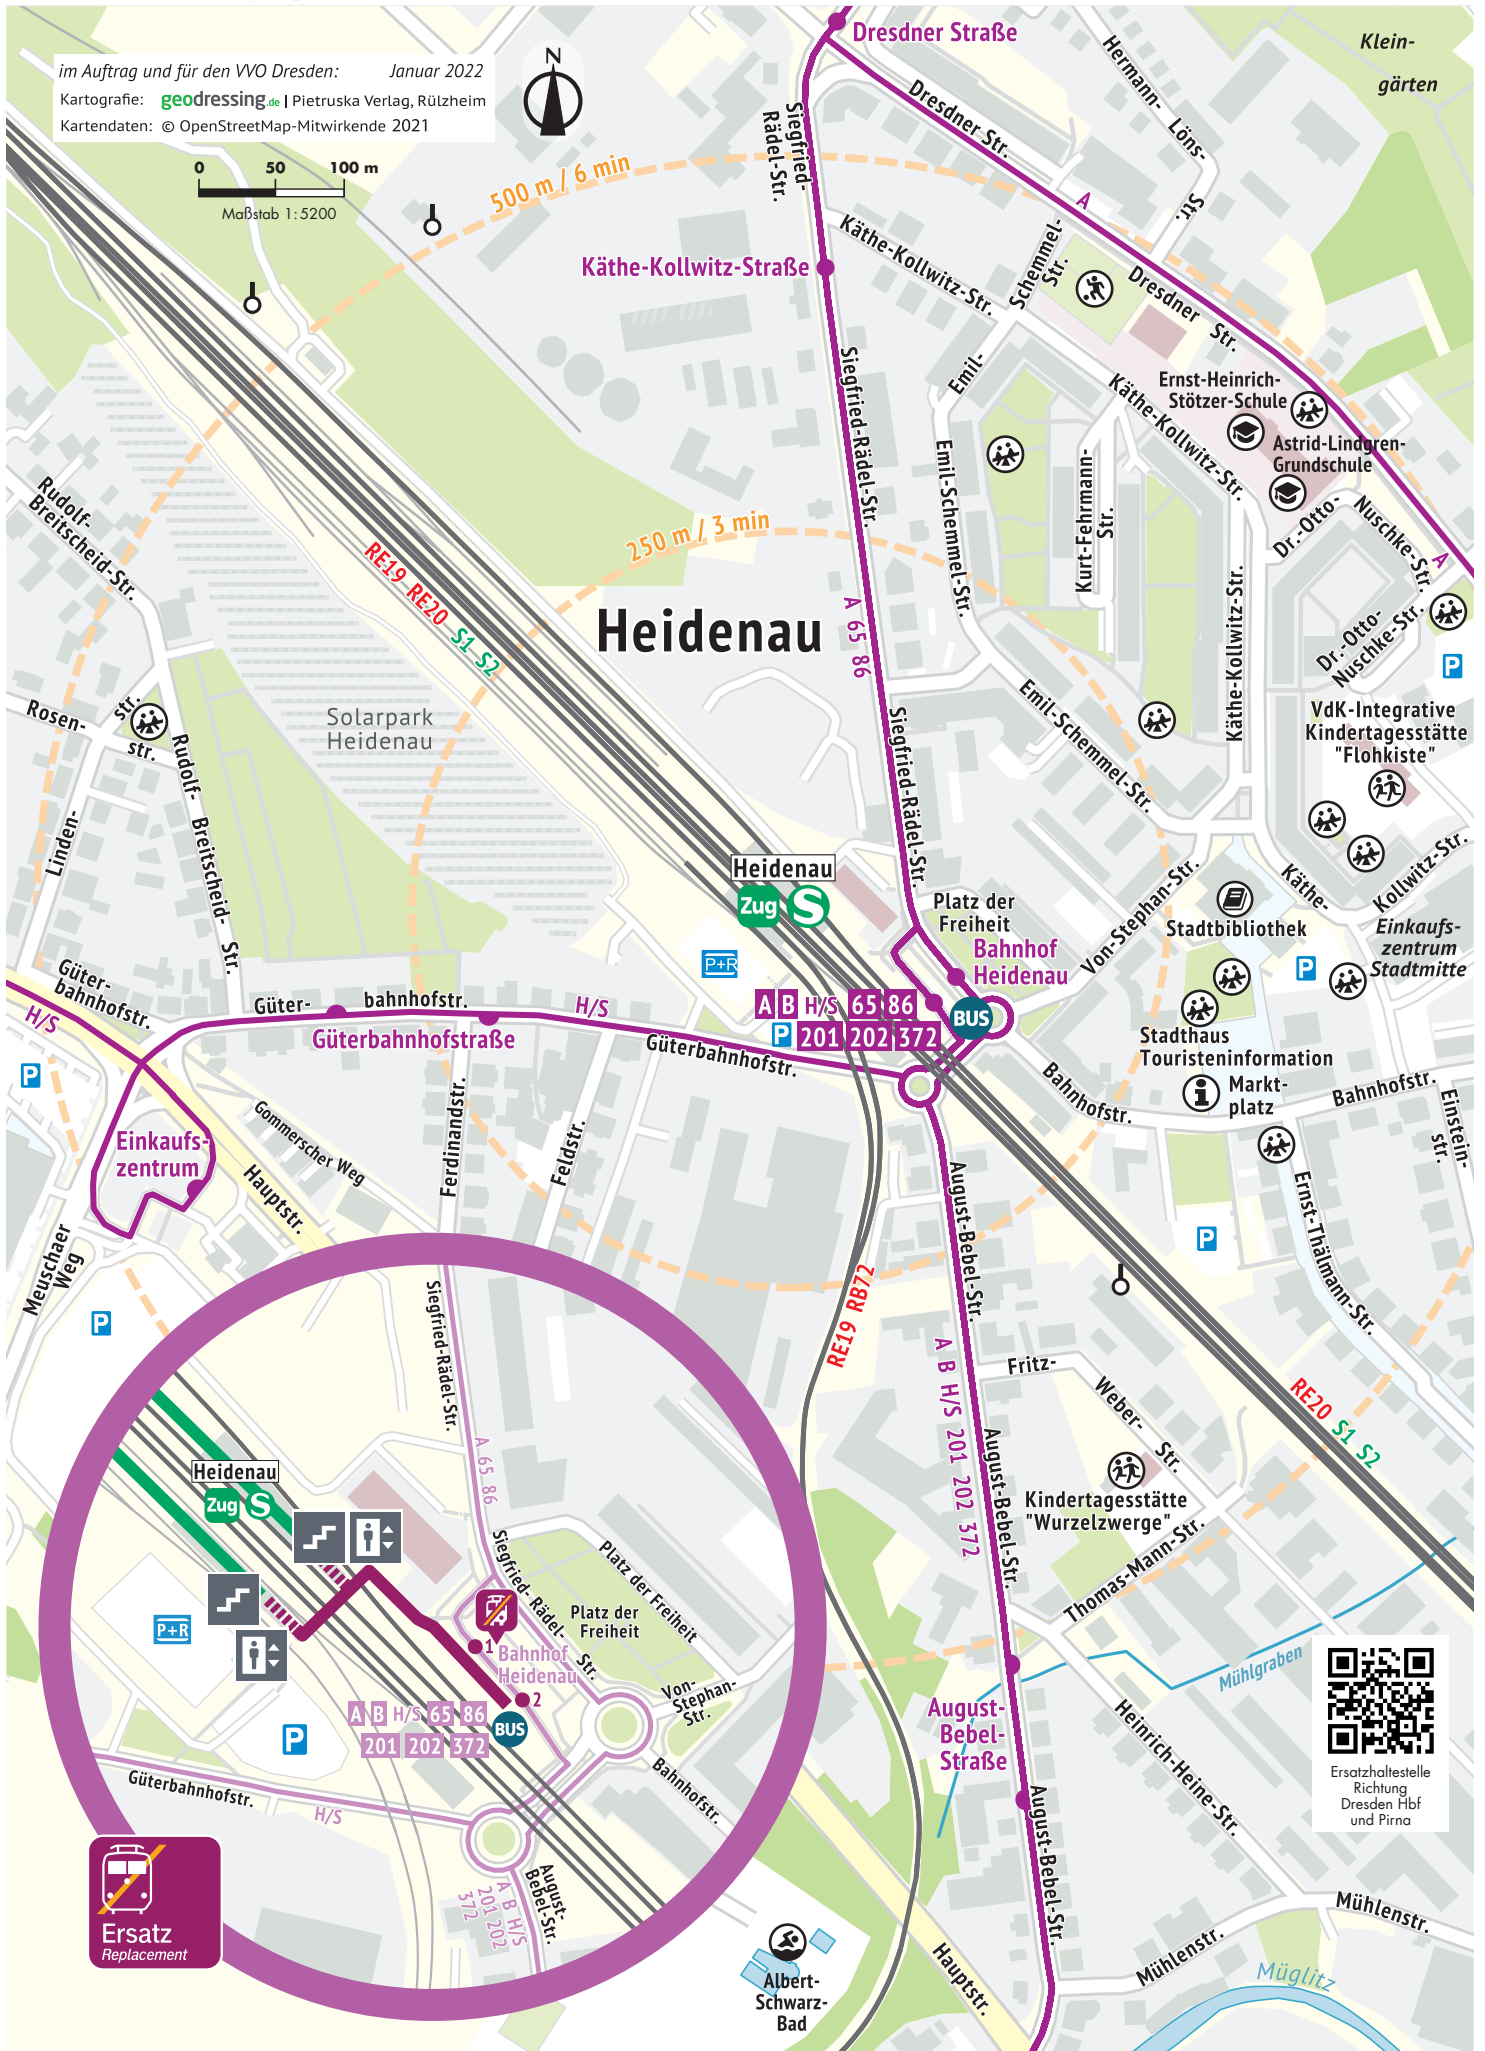 Dresdner Straße
im Auftrag und für den VVO Dresden: Januar 2022
Kartografie: geodressing.de | Pietruska Verlag, Rülzheim
Kartendaten: © OpenStreetMap-Mitwirkende 2021
0 50 100 m
Maßstab 1:5200
N
500 m / 6 min
250 m / 3 min
Klein-
gärten
Hermann-
Löns-
Str.
Dresdner Str.
A
Siegfried-
Rädel-Str.
Käthe-Kollwitz-Straße
Käthe-Kollwitz-Str.
Schemmel-
Str.
Emil-
Dresdner Str.
Ernst-Heinrich-
Stötzer-Schule
Astrid-Lindgren-
Grundschule
Käthe-Kollwitz-Str.
Siegfried-Rädel-Str.
Emil-Schemmel-Str.
Kurt-Fehrmann-
Str.
Dr.-Otto-
Nuschke-Str.
A
Dr.-Otto-
Nuschke-Str.
P
Käthe-Kollwitz-Str.
VdK-Integrative
Kindertagesstätte
"Flohkiste"
Rudolf-
Breitscheid-Str.
RE19 RE20 S1 S2
Heidenau
A 65 86
Solarpark
Heidenau
Rosen-
str.
str.
Linden-
Rudolf-
Breitscheid-
Str.
Siegfried-Rädel-Str.
Emil-Schemmel-Str.
Heidenau
Zug S
P+R
Platz der
Freiheit
Bahnhof
Heidenau
Von-Stephan-Str.
Stadtbibliothek
Käthe-
Kollwitz-Str.
Einkaufs-
zentrum
Stadtmitte
P
A B H/S 65 86
P 201 202 372
BUS
Stadthaus
Touristeninformation
Markt-
platz
Bahnhofstr.
Bahnhofstr.
Einstein-
str.
Güter-
bahnhofstr.
H/S
Güter-
bahnhofstr.
H/S
Güterbahnhofstraße
Güterbahnhofstr.
P
Einkaufs-
zentrum
Gommerscher Weg
Ferdinandstr.
Feldstr.
Hauptstr.
Meuschaer
Weg
P
August-Bebel-Str.
Ernst-Thälmann-Str.
P
RE19 RB72
A B H/S 201 202 372
Fritz-
Weber-
Str.
RE20 S1 S2
August-Bebel-Str.
Kindertagesstätte
"Wurzelzwerge"
Thomas-Mann-Str.
Mühlgraben
August-
Bebel-
Straße
Heinrich-Heine-Str.
August-Bebel-Str.
Ersatzhaltestelle
Richtung
Dresden Hbf
und Pirna
Mühlenstr.
Mühlenstr.
Müglitz
Hauptstr.
Albert-
Schwarz-
Bad
Siegfried-Rädel-Str.
A 65 86
Heidenau
Zug S
P+R
Siegfried-Rädel-
Str.
Platz der Freiheit
Platz der
Freiheit
1
Bahnhof
Heidenau
2
Von-
Stephan-
Str.
A B H/S 65 86
201 202 372
BUS
P
Güterbahnhofstr.
H/S
Bahnhofstr.
August-
Bebel-Str.
A B H/S
201 202
372
Ersatz
Replacement